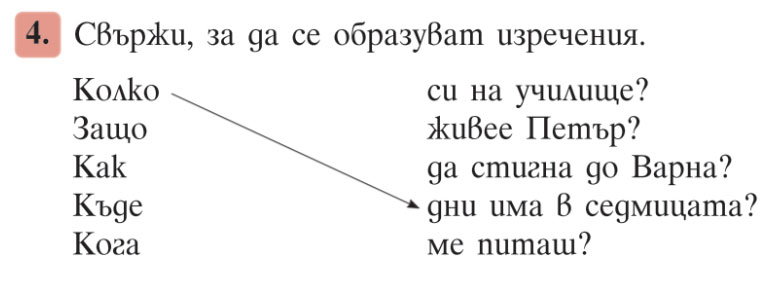 4. Свържи, за да се образуват изречения.
Колко си на училище?
Защо живее Петър?
Как да стигна до Варна?
Къде дни има в седмицата?
Кога ме питаш?